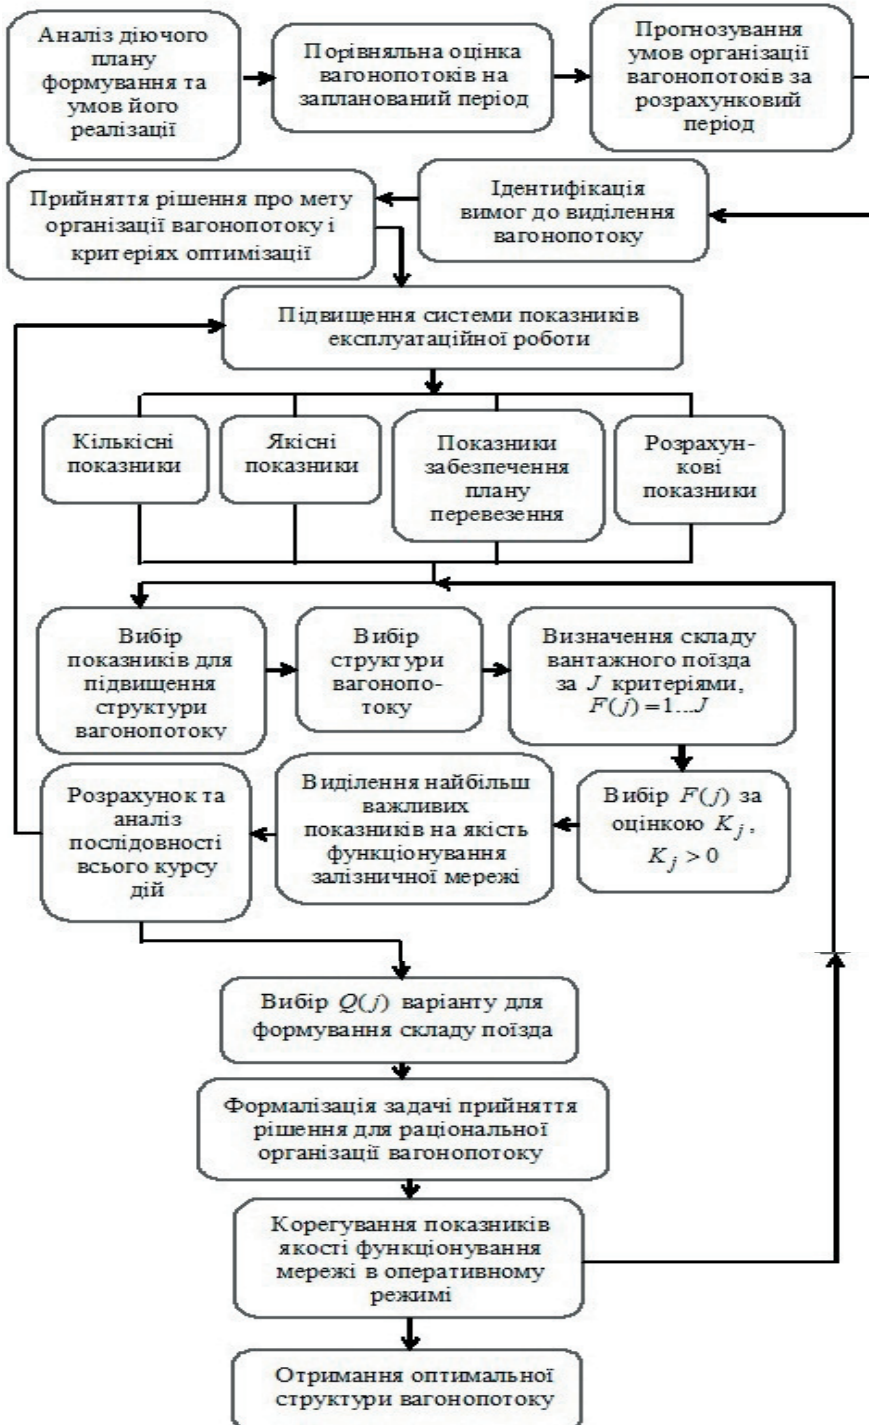 Аналіз діючого
плану
формування та
умов його
реалізації
Порівняльна оцінка
вагонопотоків на
запланований період
Прогнозування
умов організації
вагонопотоків за
розрахунковий
період
Ідентифікація
вимог до виділення
вагонопотоку
Прийняття рішення про мету
організації вагонопотоку і
критеріях оптимізації
Підвищення системи показників
експлуатаційної роботи
Кількісні
показники
Якісні
показники
Показники
забезпечення
плану
перевезення
Розрахун-
кові
показники
Вибір
показників для
підвищення
структури
вагонопотоку
Вибір
структури
вагонопо-
току
Визначення складу
вантажного поїзда
за J критеріями,
F(j)=1...J
Вибір F(j) за
оцінкою K_j,
K_j > 0
Виділення найбільш
важливих
показників на якість
функціонування
залізничної мережі
Розрахунок та
аналіз
послідовності
всього курсу
дій
Вибір Q(j) варіанту для
формування складу поїзда
Формалізація задачі прийняття
рішення для раціональної
організації вагонопотоку
Корегування показників
якості функціонування
мережі в оперативному
режимі
Отримання оптимальної
структури вагонопотоку